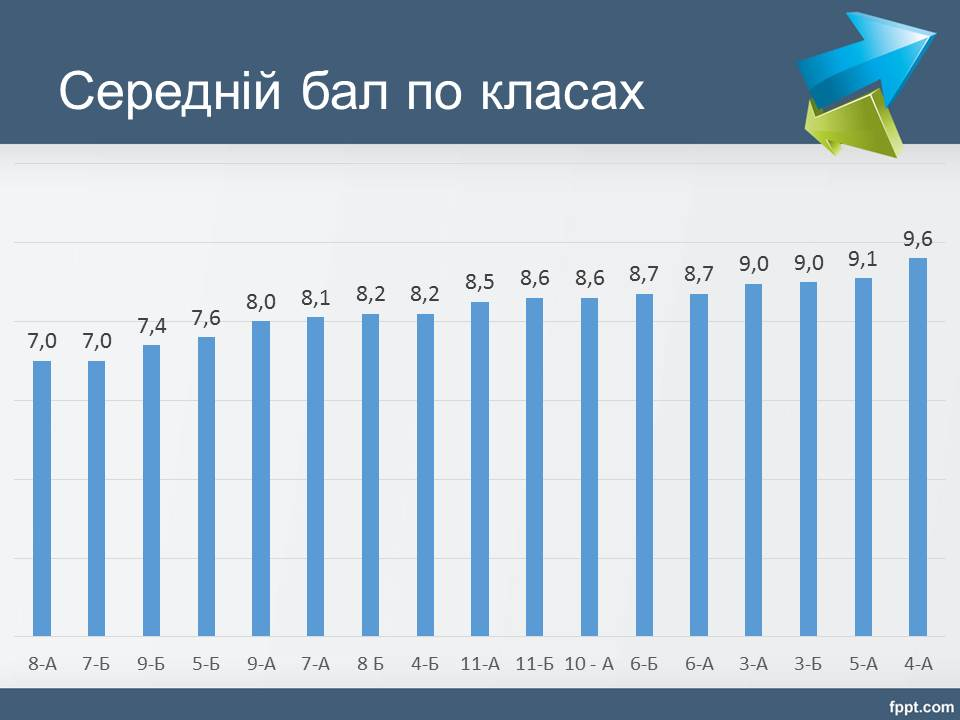 Середній бал по класах
7,0 7,0 7,4 7,6 8,0 8,1 8,2 8,2 8,5 8,6 8,6 8,7 8,7 9,0 9,0 9,1 9,6
8-А 7-Б 9-Б 5-Б 9-А 7-А 8 Б 4-Б 11-А 11-Б 10 - А 6-Б 6-А 3-А 3-Б 5-А 4-А
fppt.com